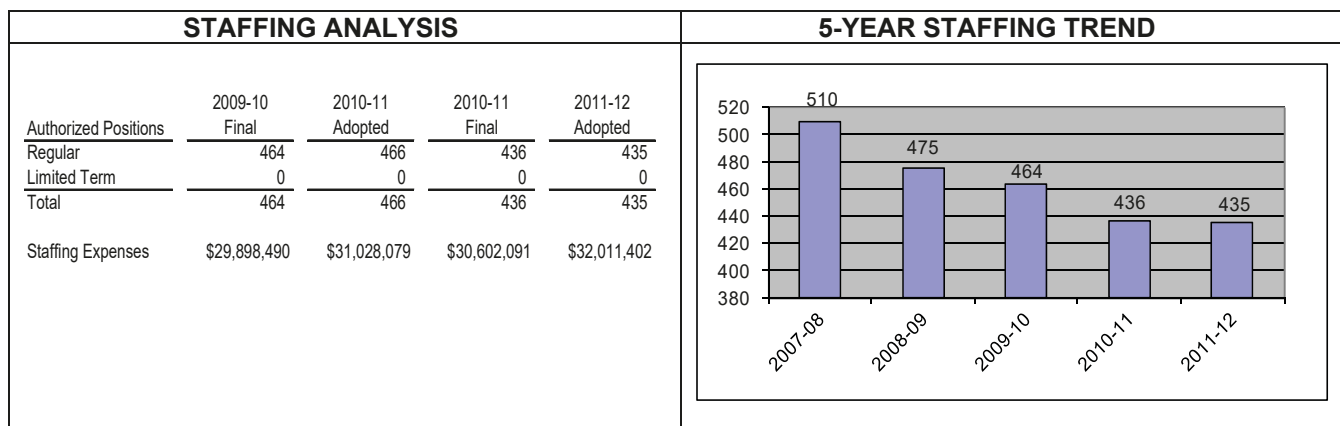 STAFFING ANALYSIS
2009-10 2010-11 2010-11 2011-12
Authorized Positions Final Adopted Final Adopted
Regular 464 466 436 435
Limited Term 0 0 0 0
Total 464 466 436 435
Staffing Expenses $29,898,490 $31,028,079 $30,602,091 $32,011,402
5-YEAR STAFFING TREND
520
500
480
460
440
420
400
380
510
475
464
436
435
2007-08
2008-09
2009-10
2010-11
2011-12